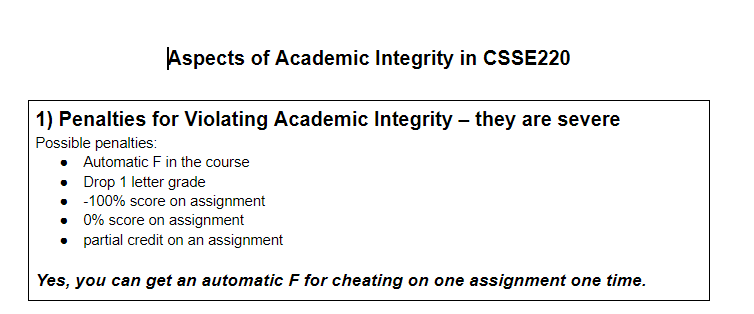 Aspects of Academic Integrity in CSSE220
1) Penalties for Violating Academic Integrity – they are severe
Possible penalties:
● Automatic F in the course
● Drop 1 letter grade
● -100% score on assignment
● 0% score on assignment
● partial credit on an assignment
Yes, you can get an automatic F for cheating on one assignment one time.